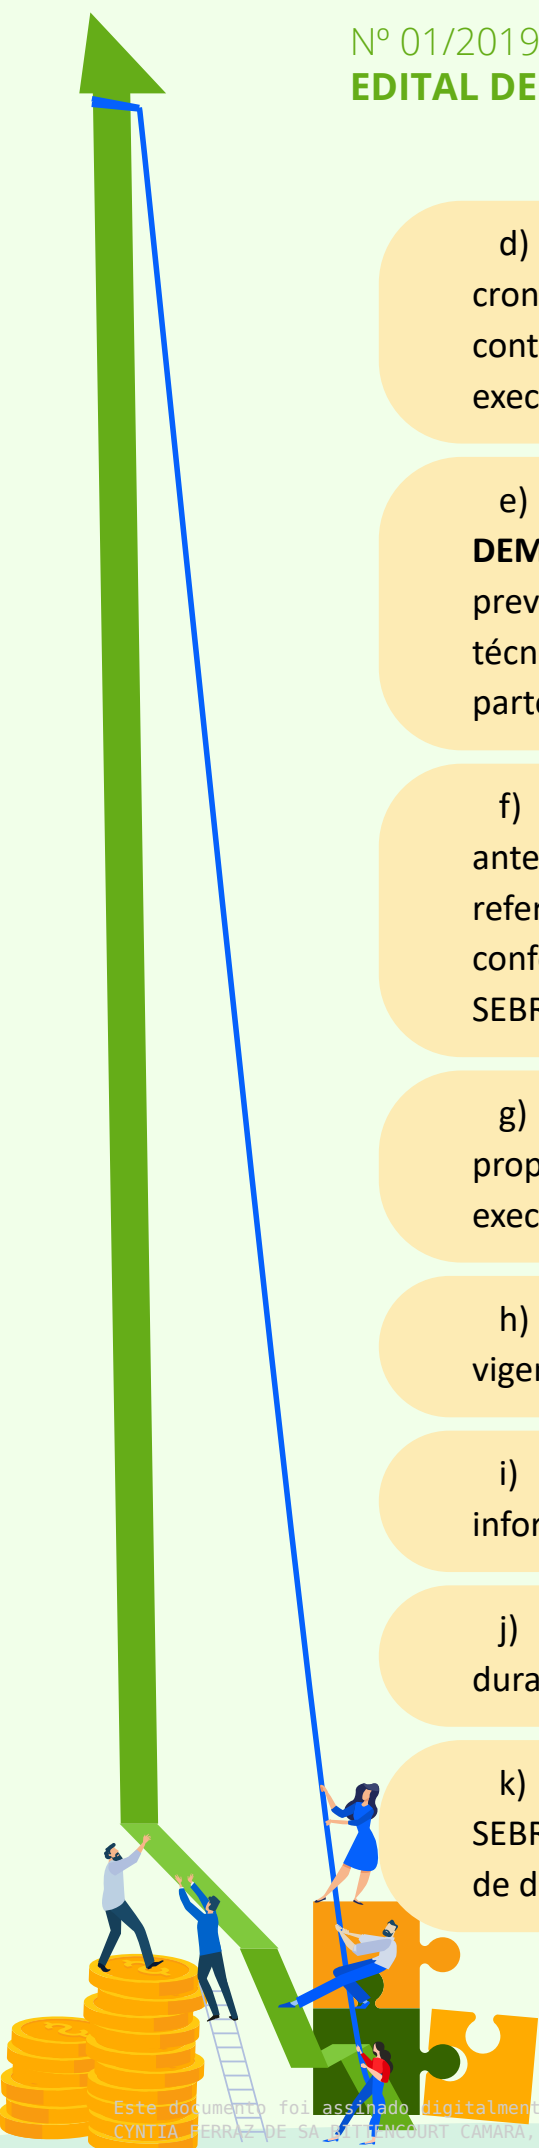 Nº 01/2019
EDITAL DE
d)
cron
cont
exec
e)
DEM
prev
técn
parte
f)
ante
refer
conf
SEBR
g)
prop
exec
h)
vige
i)
infor
j)
dura
k)
SEBR
de d
Este documento foi assinado digitalment
CYNTIA FERRAZ DE SA BITTENCOURT CAMARA,